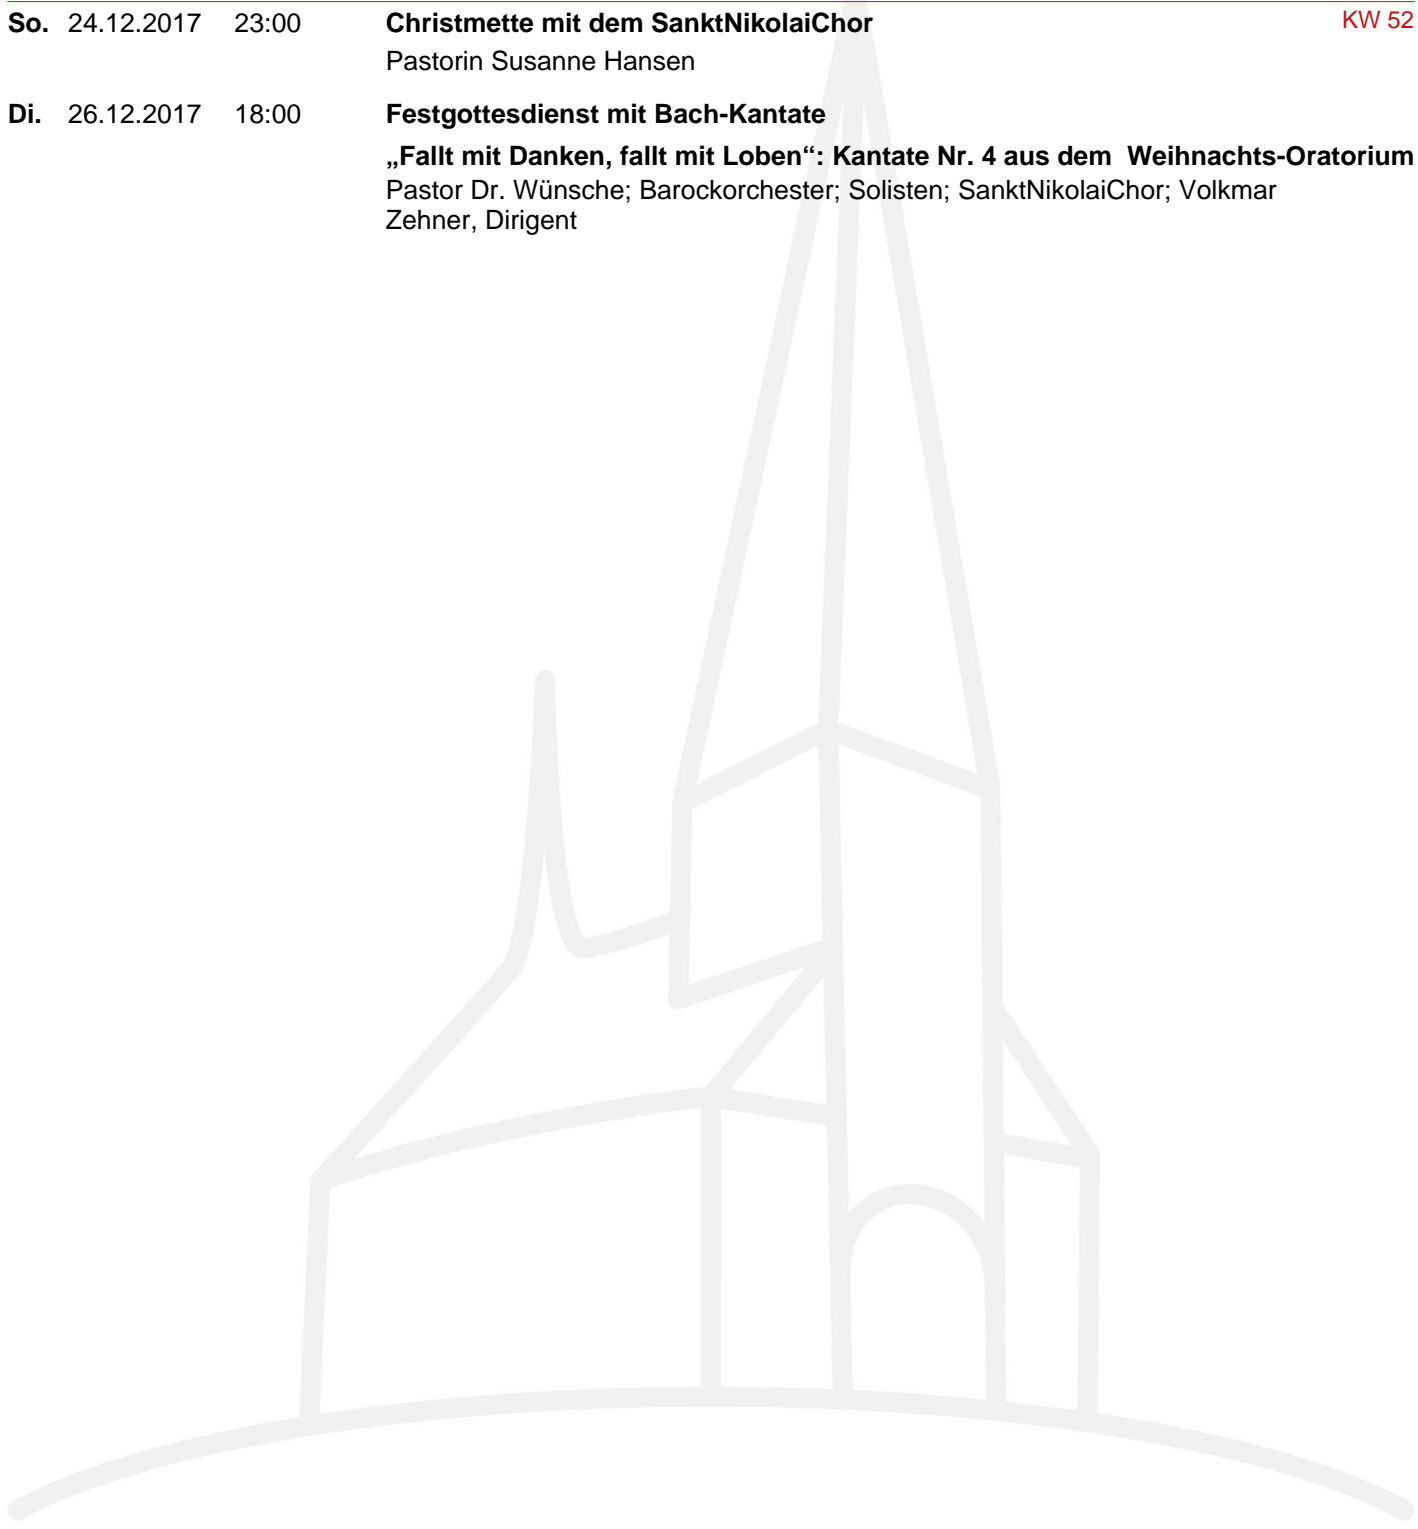 So. 24.12.2017 23:00 Christmette mit dem SanktNikolaiChor KW 52
Pastorin Susanne Hansen
Di. 26.12.2017 18:00 Festgottesdienst mit Bach-Kantate
„Fallt mit Danken, fallt mit Loben“: Kantate Nr. 4 aus dem Weihnachts-Oratorium
Pastor Dr. Wünsche; Barockorchester; Solisten; SanktNikolaiChor; Volkmar
Zehner, Dirigent